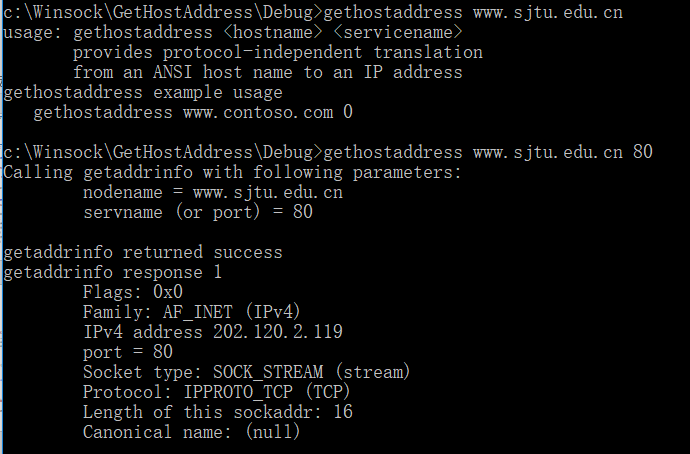 c:\Winsock\GetHostAddress\Debug>gethostaddress www.sjtu.edu.cn
usage: gethostaddress <hostname> <servicename>
       provides protocol-independent translation
       from an ANSI host name to an IP address
gethostaddress example usage
   gethostaddress www.contoso.com 0

c:\Winsock\GetHostAddress\Debug>gethostaddress www.sjtu.edu.cn 80
Calling getaddrinfo with following parameters:
        nodename = www.sjtu.edu.cn
        servname (or port) = 80

getaddrinfo returned success
getaddrinfo response 1
        Flags: 0x0
        Family: AF_INET (IPv4)
        IPv4 address 202.120.2.119
        port = 80
        Socket type: SOCK_STREAM (stream)
        Protocol: IPPROTO_TCP (TCP)
        Length of this sockaddr: 16
        Canonical name: (null)